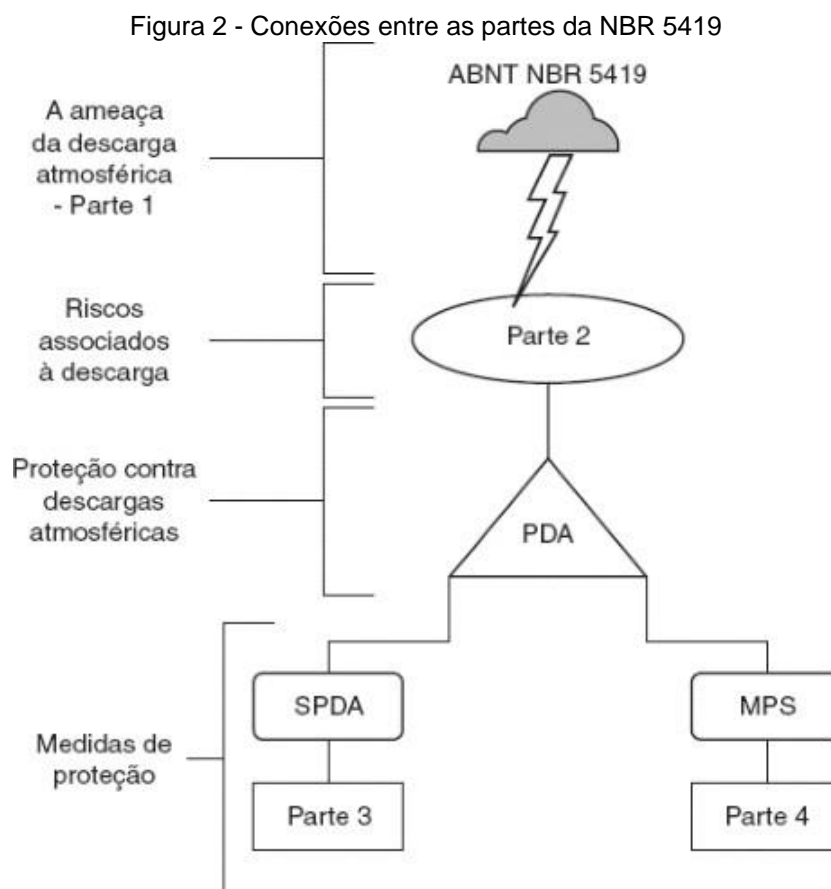 Figura 2 - Conexões entre as partes da NBR 5419
ABNT NBR 5419
A ameaça
da descarga
atmosférica
- Parte 1
Riscos
associados
à descarga
Parte 2
Proteção contra
descargas
atmosféricas
PDA
SPDA
MPS
Medidas de
proteção
Parte 3
Parte 4